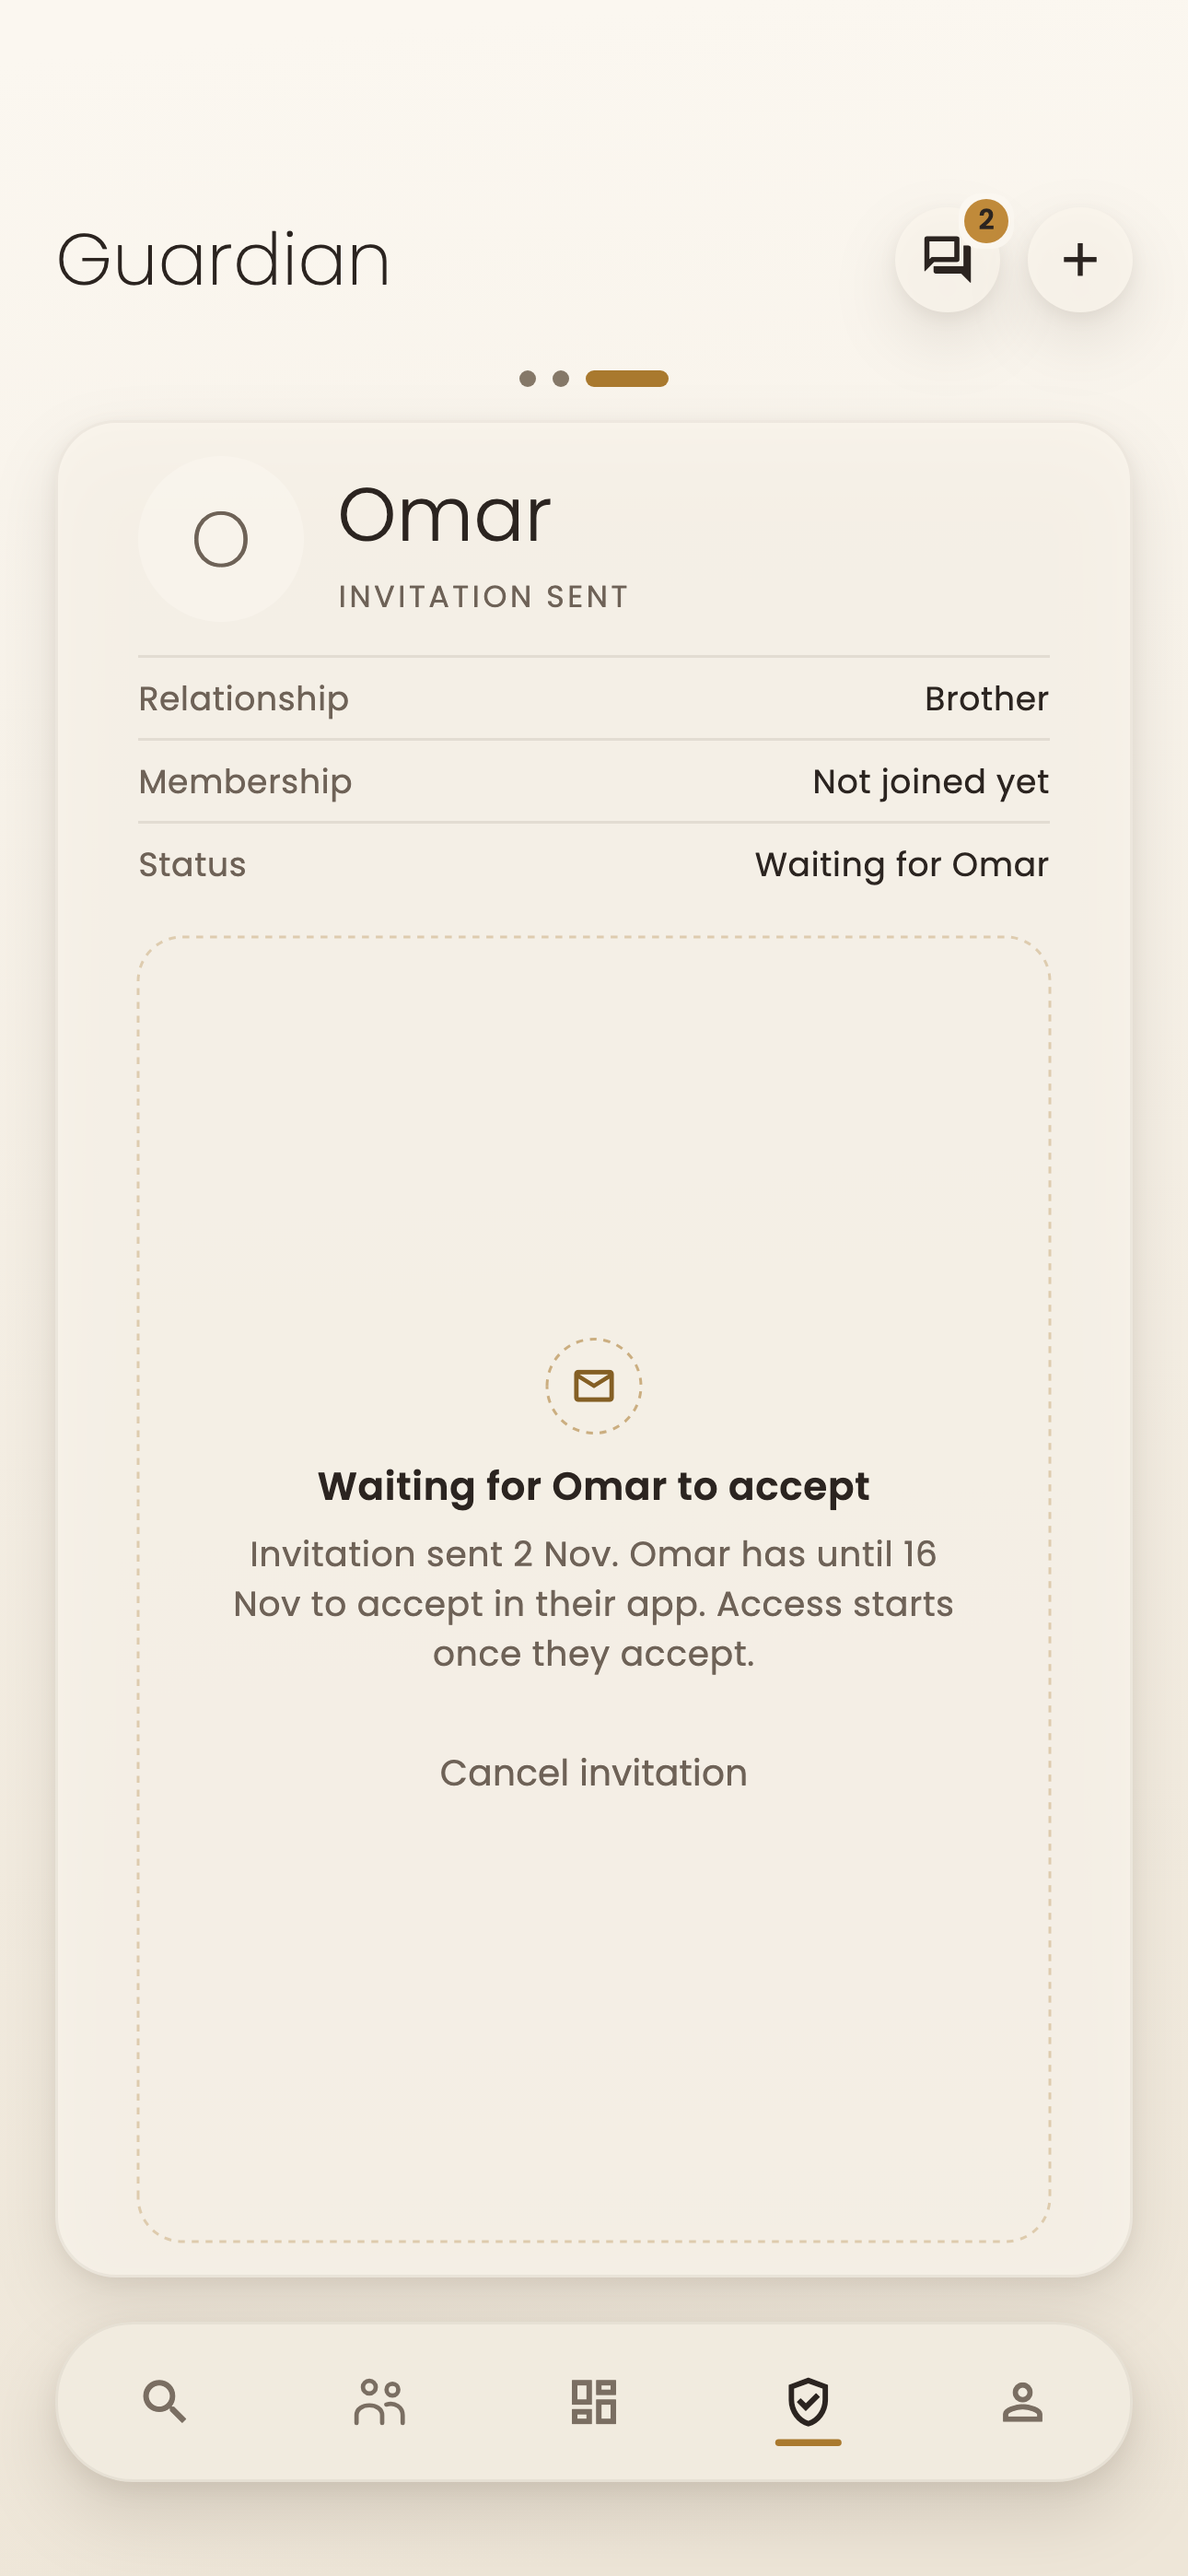 Guardian
2
O
Omar
INVITATION SENT
Relationship Brother
Membership Not joined yet
Status Waiting for Omar
Waiting for Omar to accept
Invitation sent 2 Nov. Omar has until 16
Nov to accept in their app. Access starts
once they accept.
Cancel invitation